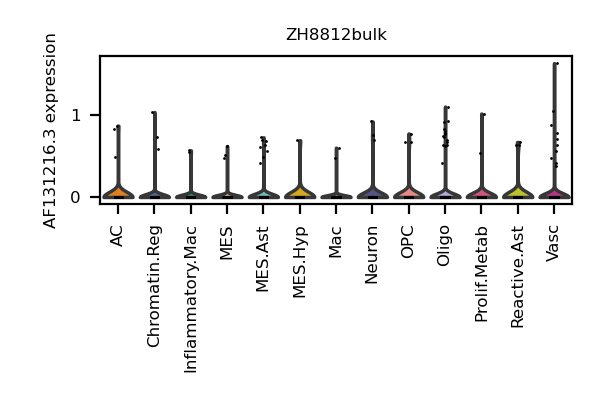 ZH8812bulk
AF131216.3 expression
1
0
AC
Chromatin.Reg
Inflammatory.Mac
MES
MES.Ast
MES.Hyp
Mac
Neuron
OPC
Oligo
Prolif.Metab
Reactive.Ast
Vasc